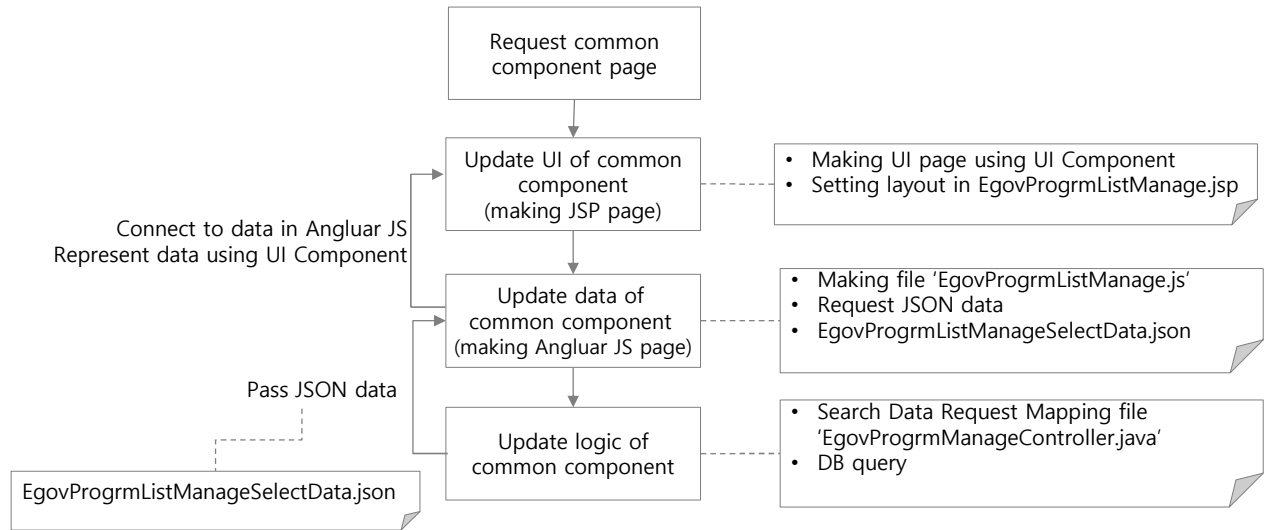 Request common
component page
Update UI of common
component
(making JSP page)
• Making UI page using UI Component
• Setting layout in EgovProgrmListManage.jsp
Connect to data in Angluar JS
Represent data using UI Component
Update data of
common component
(making Angluar JS page)
• Making file ‘EgovProgrmListManage.js’
• Request JSON data
• EgovProgrmListManageSelectData.json
Pass JSON data
Update logic of
common component
• Search Data Request Mapping file
‘EgovProgrmManageController.java’
• DB query
EgovProgrmListManageSelectData.json